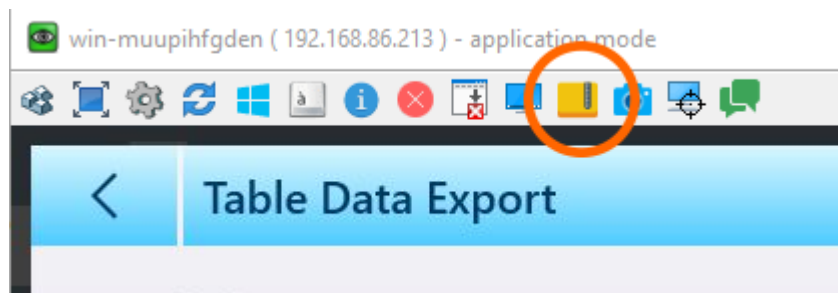 win-muupihfgden ( 192.168.86.213 ) - application mode
à
i
Table Data Export